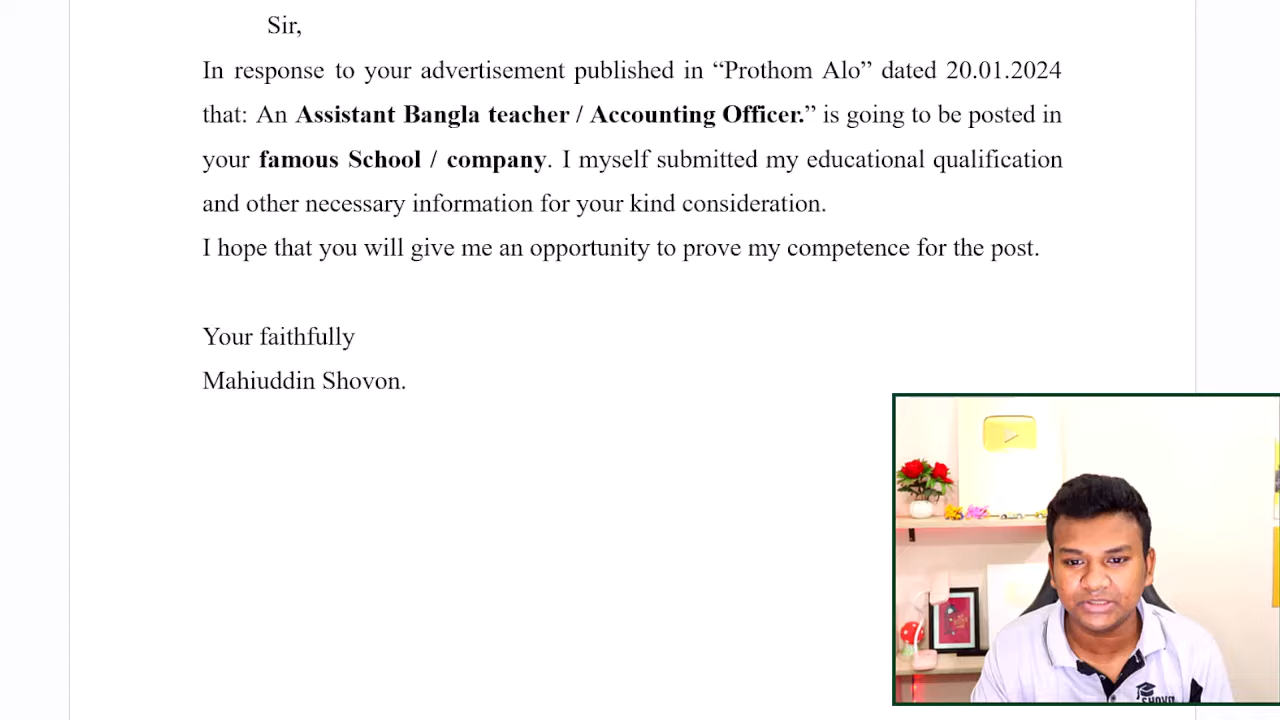 Sir,
In response to your advertisement published in “Prothom Alo” dated 20.01.2024
that: An Assistant Bangla teacher / Accounting Officer.” is going to be posted in
your famous School / company. I myself submitted my educational qualification
and other necessary information for your kind consideration.
I hope that you will give me an opportunity to prove my competence for the post.
Your faithfully
Mahiuddin Shovon.